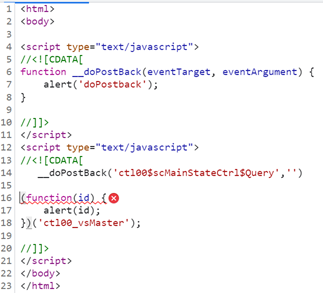 1 <html>
2 <body>
3
4 <script type="text/javascript">
5 //<![CDATA[
6 function __doPostBack(eventTarget, eventArgument) {
7     alert('doPostback');
8 }
9
10 //]]>
11 </script>
12 <script type="text/javascript">
13 //<![CDATA[
14    __doPostBack('ctl00$scMainStateCtrl$Query','')
15
16 (function(id) {
17     alert(id);
18 })('ctl00_vsMaster');
19
20 //]]>
21 </script>
22 </body>
23 </html>